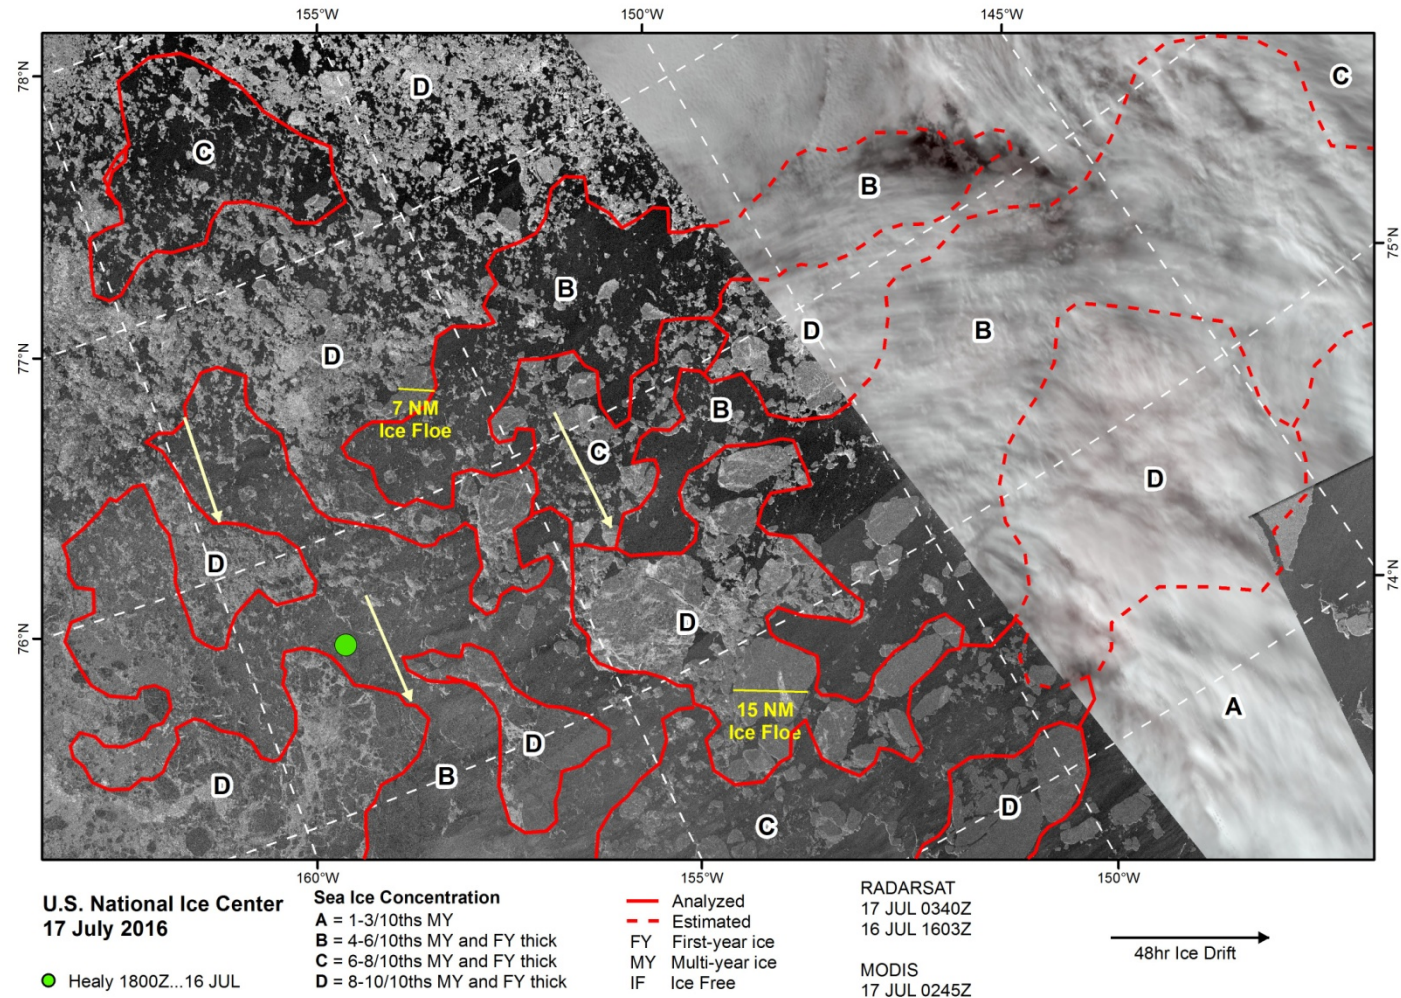 155°W
150°W
145°W
78°N
77°N
76°N
75°N
74°N
D
C
C
B
D
B
B
D
7 NM
Ice Floe
B
C
D
D
D
15 NM
Ice Floe
A
D
B
D
D
C
160°W
155°W
150°W
U.S. National Ice Center
17 July 2016
Healy 1800Z...16 JUL
Sea Ice Concentration
A = 1-3/10ths MY
B = 4-6/10ths MY and FY thick
C = 6-8/10ths MY and FY thick
D = 8-10/10ths MY and FY thick
Analyzed
Estimated
FY First-year ice
MY Multi-year ice
IF Ice Free
RADARSAT
17 JUL 0340Z
16 JUL 1603Z
MODIS
17 JUL 0245Z
48hr Ice Drift